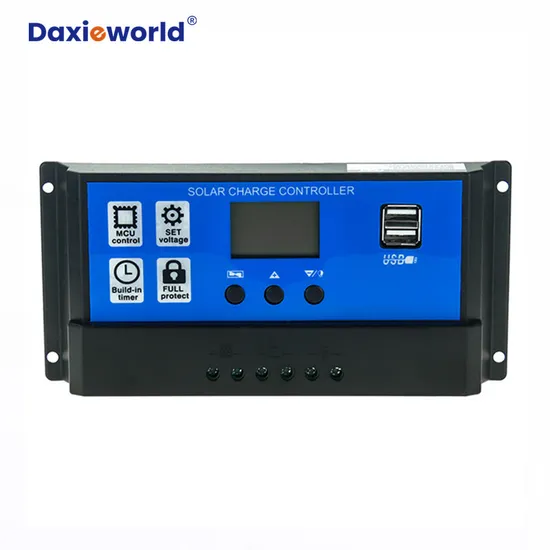 Daxieworld®
SOLAR CHARGE CONTROLLER
MCU
control
SET
voltage
Build-in
timer
FULL
protect
USB